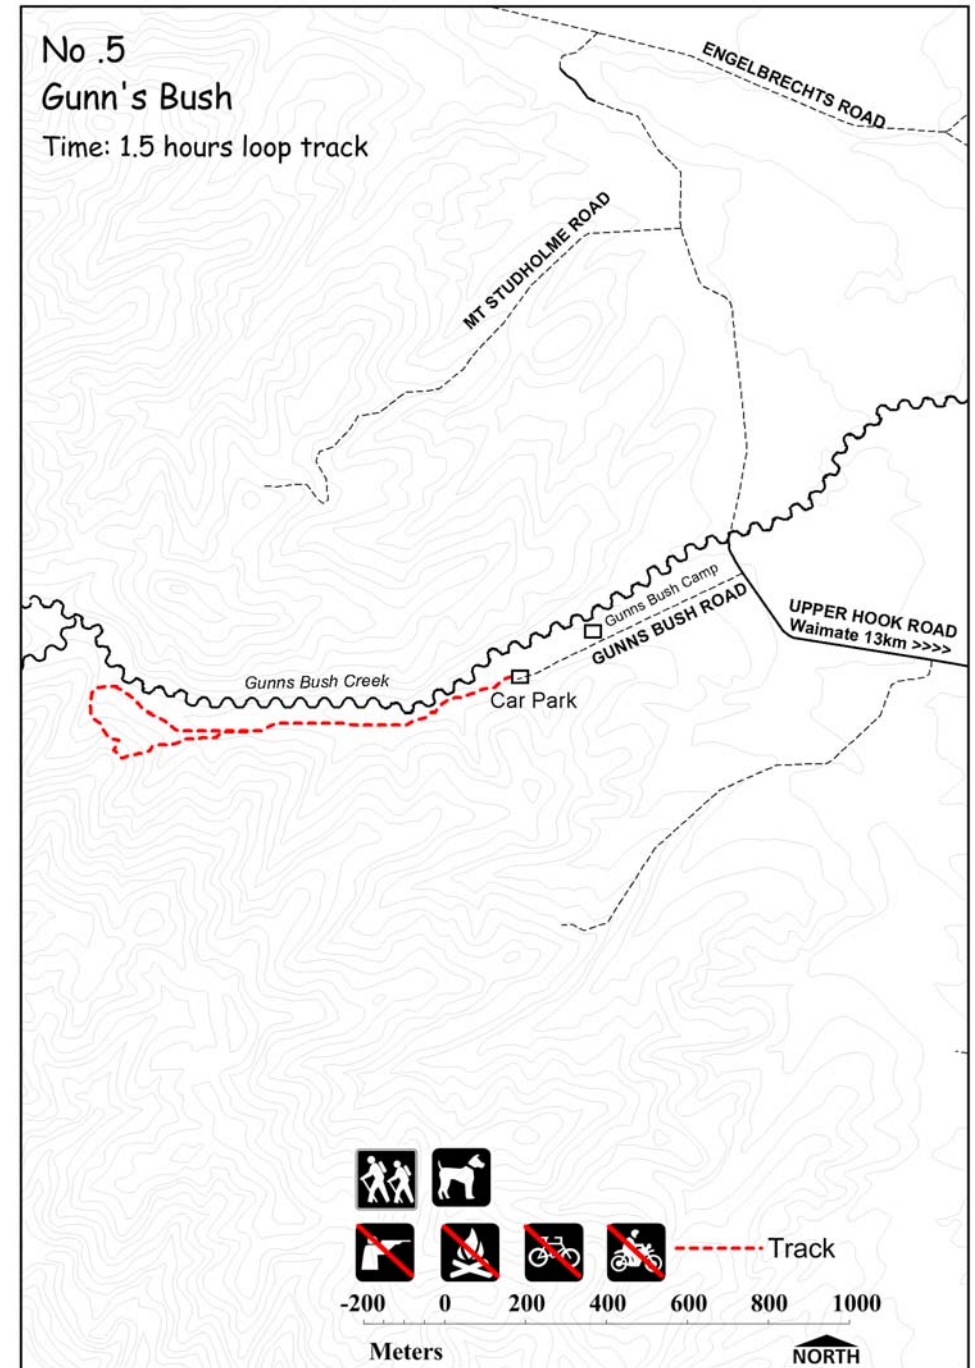 No .5
Gunn's Bush
Time: 1.5 hours loop track
ENGELBRECHTS ROAD
MT STUDHOLME ROAD
Gunns Bush Camp
GUNNS BUSH ROAD
UPPER HOOK ROAD
Waimate 13km >>>>
Gunns Bush Creek
Car Park
Track
-200 0 200 400 600 800 1000
Meters
NORTH